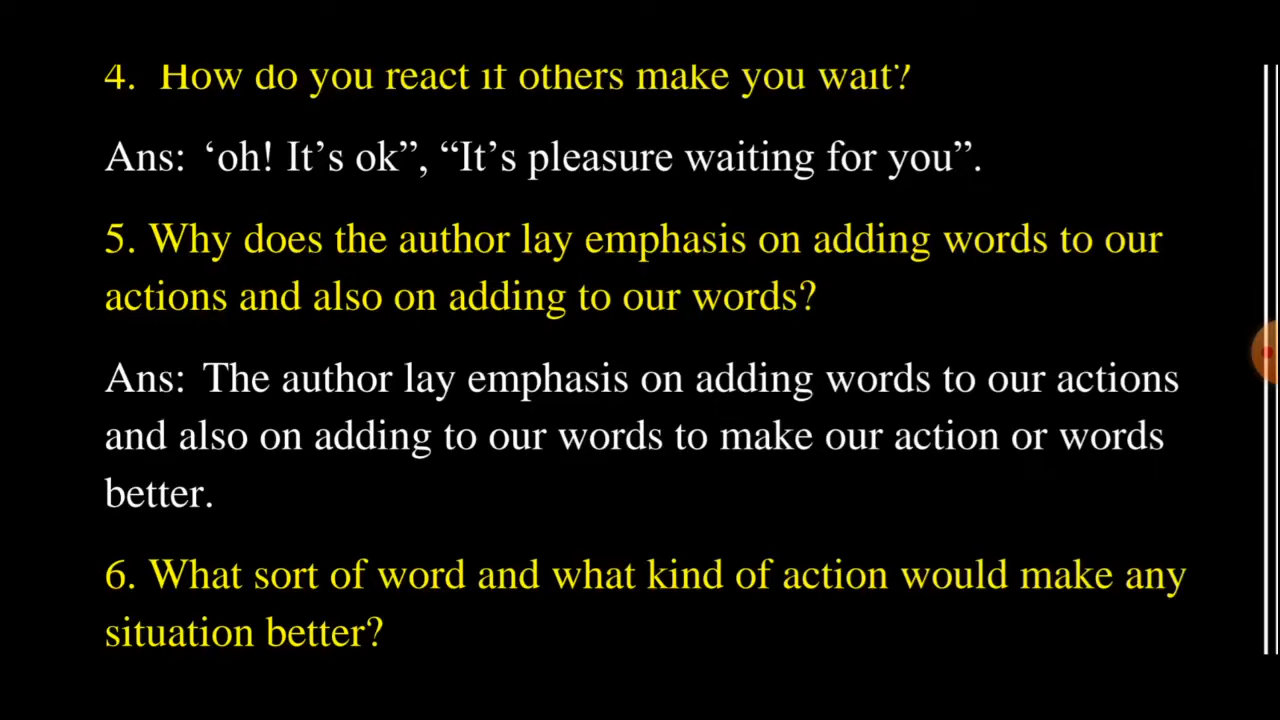 4. How do you react if others make you wait?
Ans: ‘oh! It’s ok”, “It’s pleasure waiting for you”.
5. Why does the author lay emphasis on adding words to our
actions and also on adding to our words?
Ans: The author lay emphasis on adding words to our actions
and also on adding to our words to make our action or words
better.
6. What sort of word and what kind of action would make any
situation better?